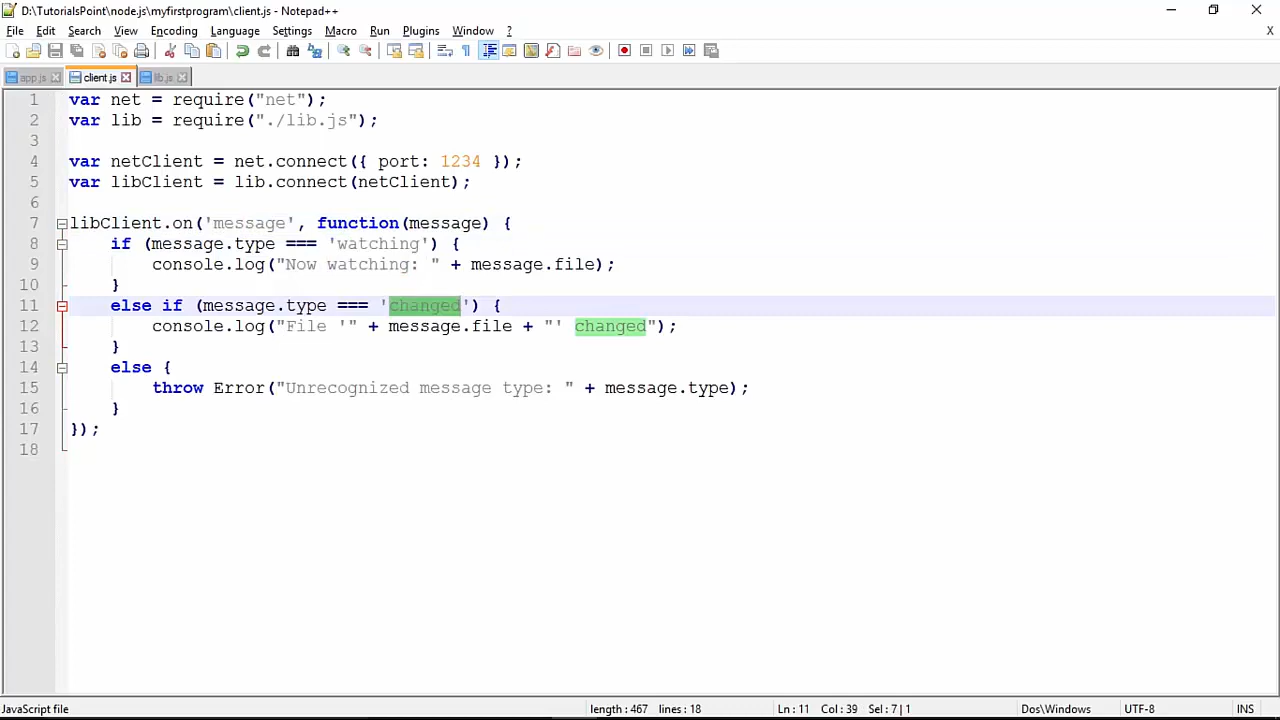 D:\TutorialsPoint\node.js\myfirstprogram\client.js - Notepad++
File Edit Search View Encoding Language Settings Macro Run Plugins Window ? X
app.js client.js lib.js
1 var net = require("net");
2 var lib = require("./lib.js");
3
4 var netClient = net.connect({ port: 1234 });
5 var libClient = lib.connect(netClient);
6
7 libClient.on('message', function(message) {
8 if (message.type === 'watching') {
9 console.log("Now watching: " + message.file);
10 }
11 else if (message.type === 'changed') {
12 console.log("File '" + message.file + "' changed");
13 }
14 else {
15 throw Error("Unrecognized message type: " + message.type);
16 }
17 });
18
JavaScript file length : 467 lines : 18 Ln : 11 Col : 39 Sel : 7 | 1 Dos\Windows UTF-8 INS